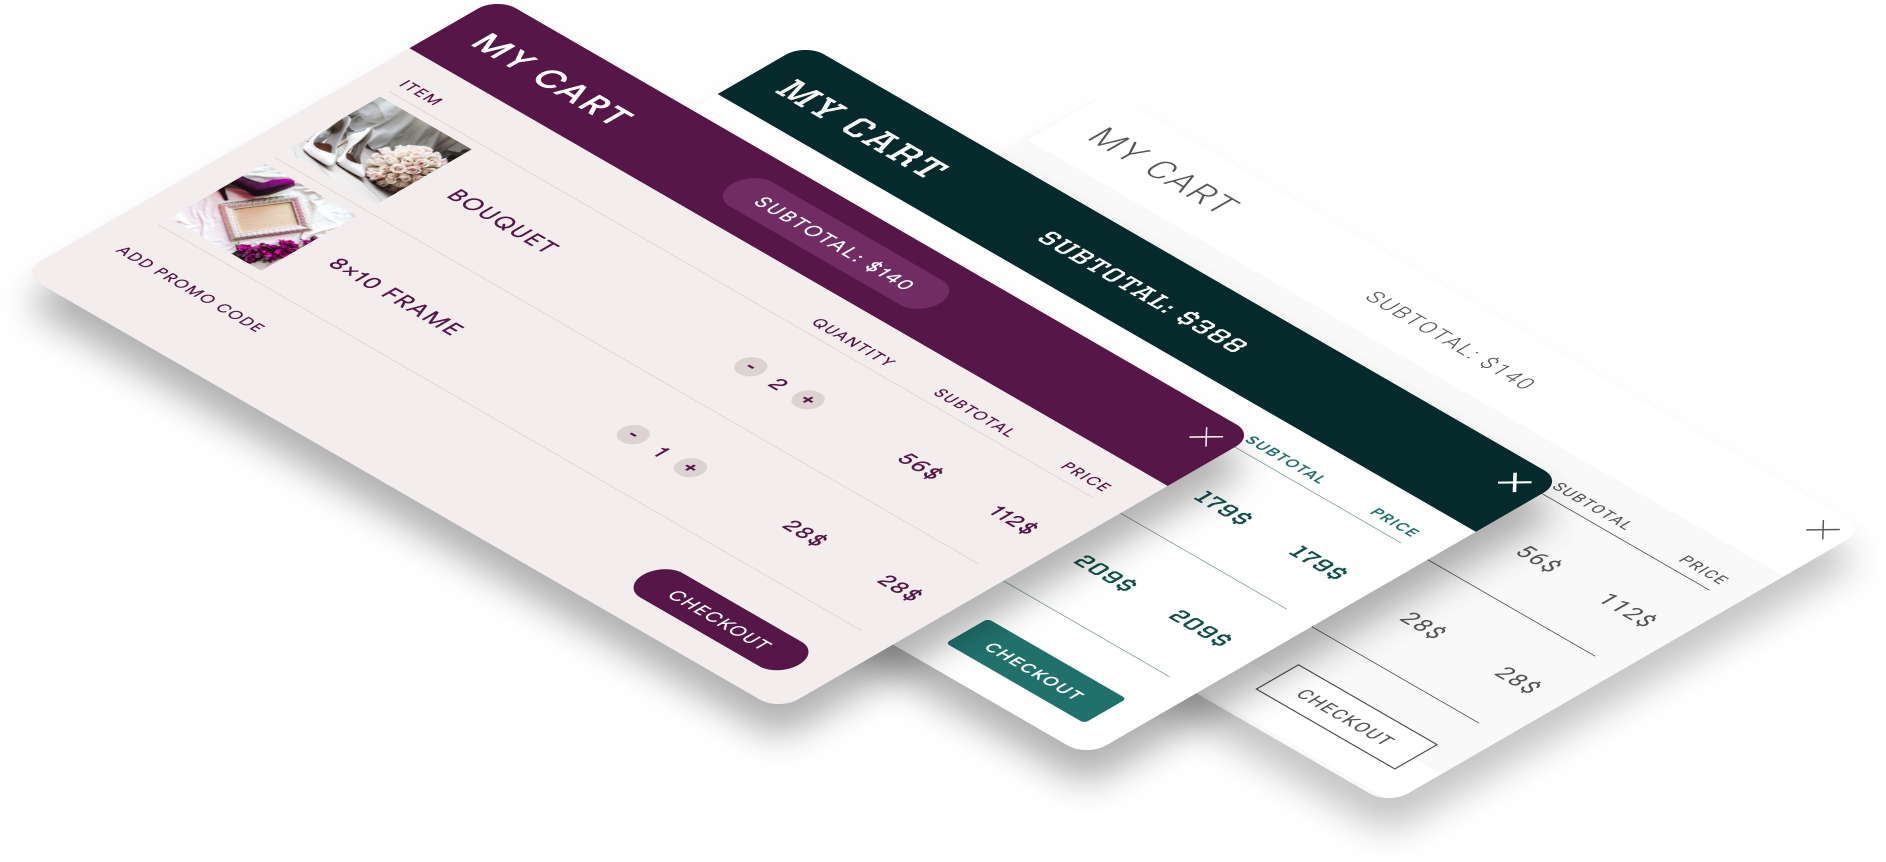 MY CART
SUBTOTAL: $140
ITEM
QUANTITY
SUBTOTAL
PRICE
BOUQUET
- 2 +
56$
112$
8×10 FRAME
- 1 +
28$
28$
ADD PROMO CODE
CHECKOUT
MY CART
SUBTOTAL: $388
SUBTOTAL
PRICE
179$
179$
209$
209$
CHECKOUT
MY CART
SUBTOTAL: $140
SUBTOTAL
PRICE
56$
112$
28$
28$
CHECKOUT